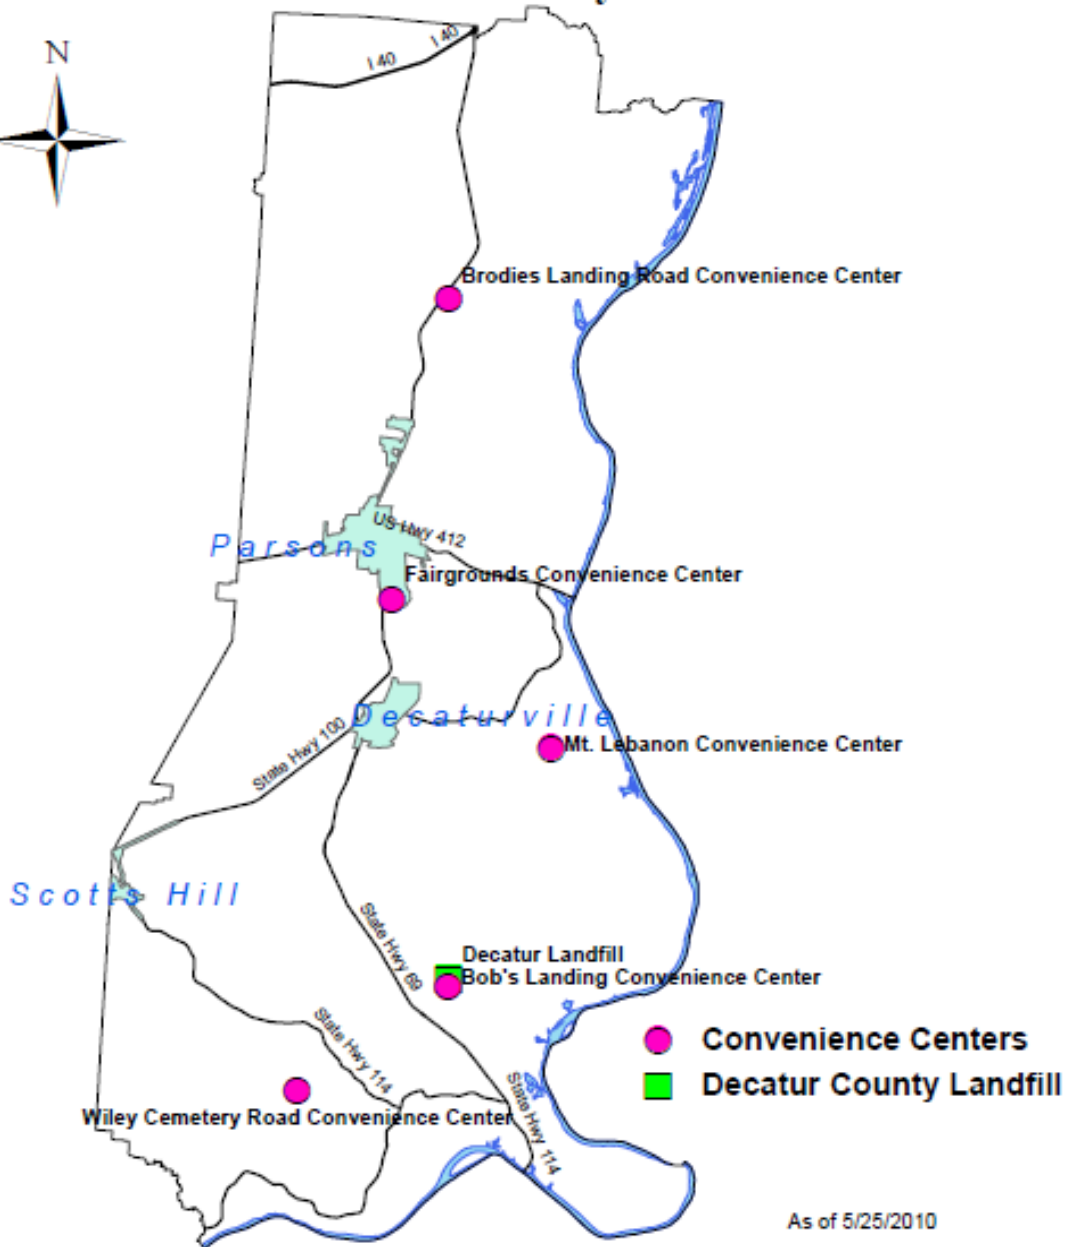 N
I 40
I 40
Brodies Landing Road Convenience Center
US Hwy 412
Parsons
Fairgrounds Convenience Center
Decaturville
State Hwy 100
Mt. Lebanon Convenience Center
Scotts Hill
State Hwy 69
Decatur Landfill
Bob's Landing Convenience Center
State Hwy 114
Convenience Centers
Decatur County Landfill
State Hwy 114
Wiley Cemetery Road Convenience Center
As of 5/25/2010